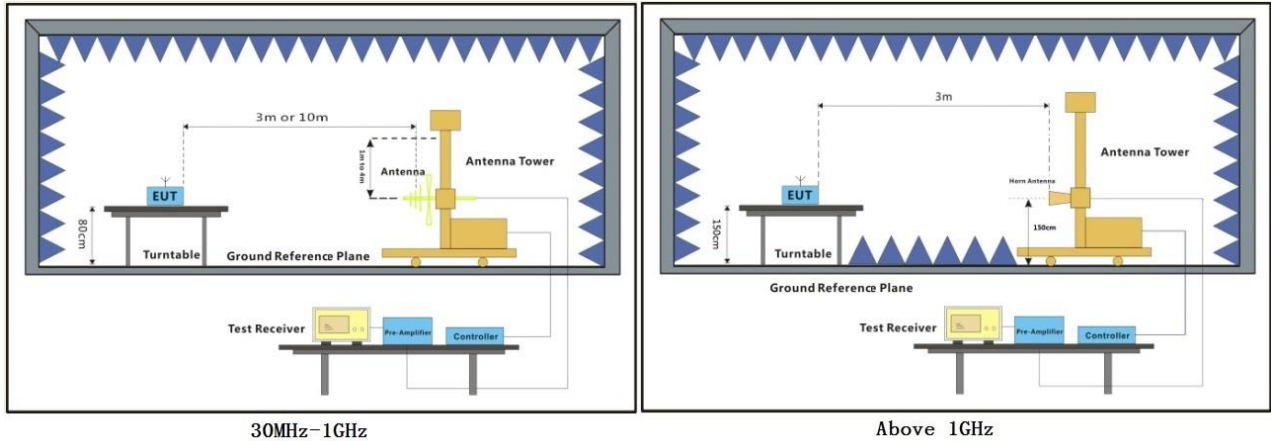 3m or 10m
1m to 4m
Antenna
Antenna Tower
EUT
80cm
Turntable
Ground Reference Plane
Test Receiver
Pre-Amplifier
Controller
30MHz-1GHz
3m
Antenna Tower
Horn Antenna
EUT
150cm
150cm
Turntable
Ground Reference Plane
Test Receiver
Pre-Amplifier
Controller
Above 1GHz